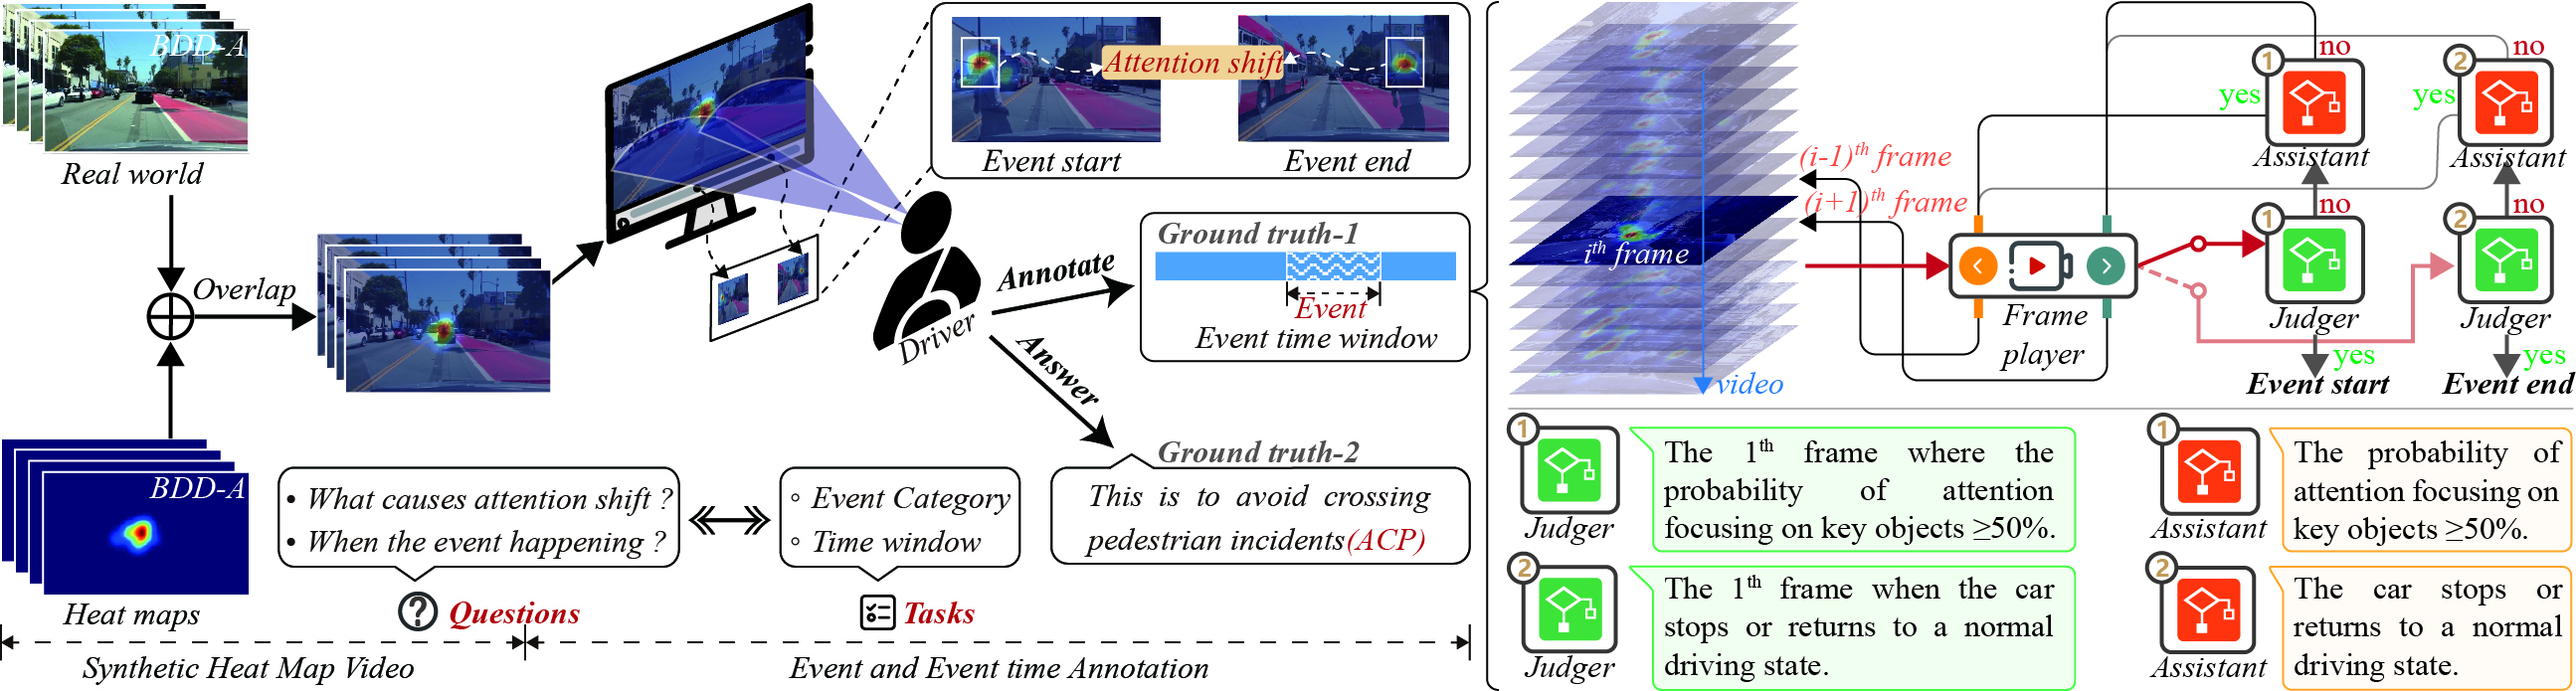 BDD-A
Real world
Overlap
BDD-A
Heat maps
Synthetic Heat Map Video
• What causes attention shift ?
• When the event happening ?
Questions
◦ Event Category
◦ Time window
Tasks
Event and Event time Annotation
Attention shift
Event start
Event end
Driver
Annotate
Answer
Ground truth-1
Event
Event time window
Ground truth-2
This is to avoid crossing
pedestrian incidents(ACP)
(i-1)th frame
(i+1)th frame
ith frame
video
Frame
player
1
no
yes
Assistant
2
no
yes
Assistant
1
no
Judger
yes
Event start
2
no
Judger
yes
Event end
1
Judger
The 1th frame where the
probability of attention
focusing on key objects ≥50%.
1
Assistant
The probability of
attention focusing on
key objects ≥50%.
2
Judger
The 1th frame when the car
stops or returns to a normal
driving state.
2
Assistant
The car stops or
returns to a normal
driving state.